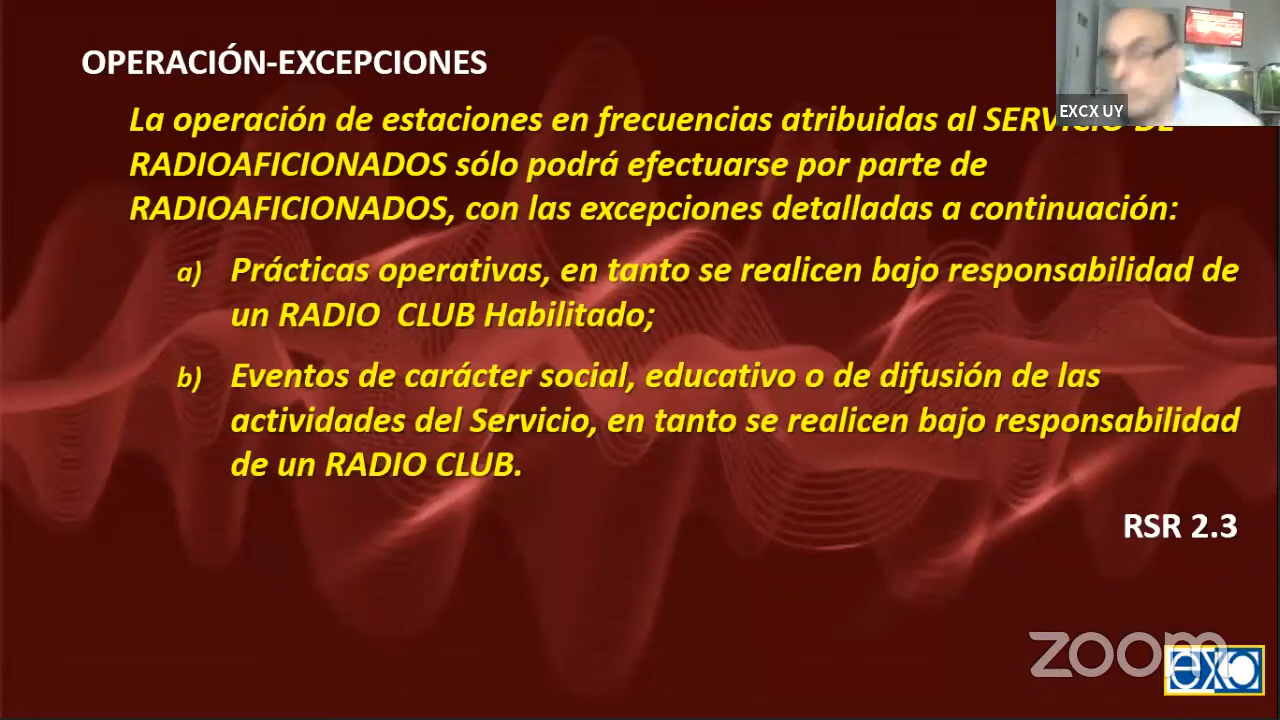 OPERACIÓN-EXCEPCIONES
EXCX UY
La operación de estaciones en frecuencias atribuidas al SERVICIO DE
RADIOAFICIONADOS sólo podrá efectuarse por parte de
RADIOAFICIONADOS, con las excepciones detalladas a continuación:
a) Prácticas operativas, en tanto se realicen bajo responsabilidad de
un RADIO CLUB Habilitado;
b) Eventos de carácter social, educativo o de difusión de las
actividades del Servicio, en tanto se realicen bajo responsabilidad
de un RADIO CLUB.
RSR 2.3
zoom
exo